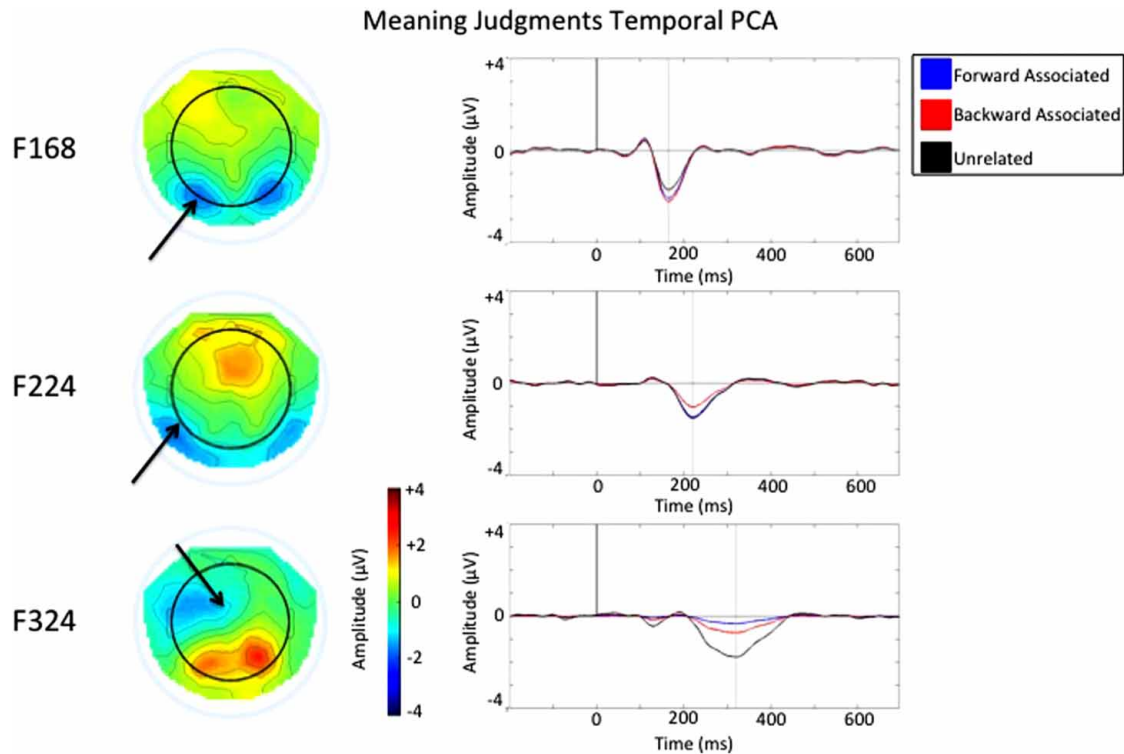 Meaning Judgments Temporal PCA
F168
+4
0
-4
Amplitude (μV)
0
200
400
600
Time (ms)
Forward Associated
Backward Associated
Unrelated
F224
+4
0
-4
Amplitude (μV)
0
200
400
600
Time (ms)
F324
+4
+2
0
-2
-4
Amplitude (μV)
+4
0
-4
Amplitude (μV)
0
200
400
600
Time (ms)